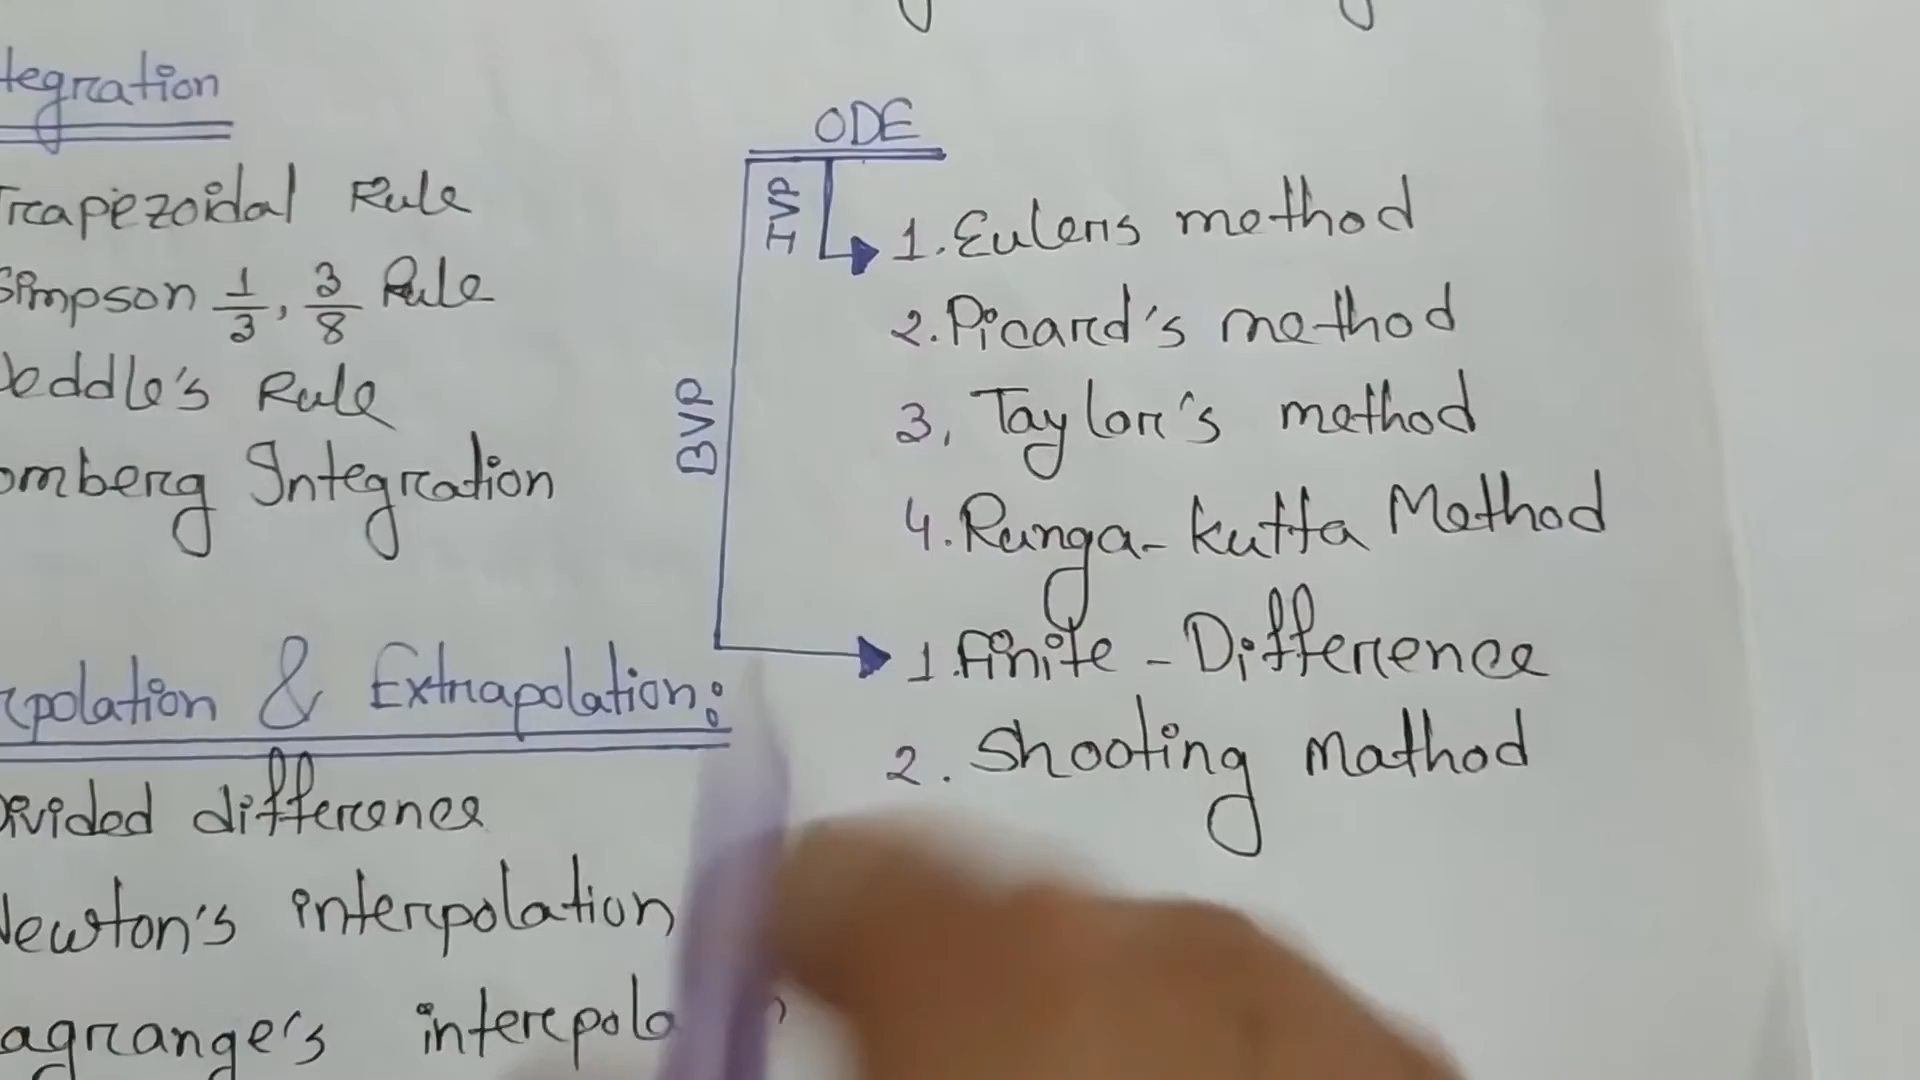 tegration
Trapezoidal Rule
Simpson 1/3, 3/8 Rule
eddle's Rule
omberg Integration
rpolation & Extrapolation:
Divided difference
Newton's interpolation
agrange's interpola
ODE
IVP
1. Eulers method
2. Picard's method
3. Taylor's method
4. Runga-kutta Method
BVP
1. Finite-Difference
2. Shooting Mathod